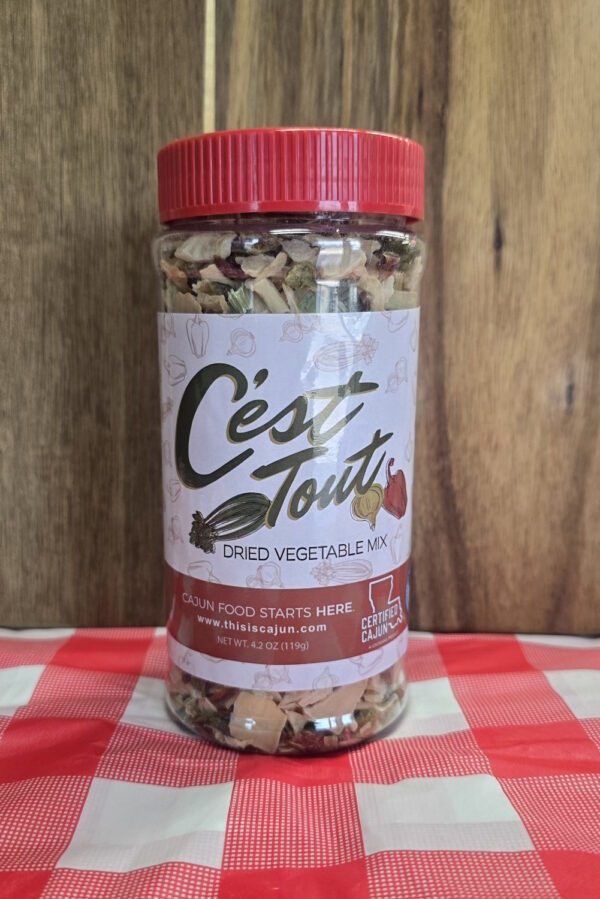 C'est
Tout
DRIED VEGETABLE MIX
CAJUN FOOD STARTS HERE.
www.thisiscajun.com
NET WT. 4.2 OZ (119g)
CERTIFIED
CAJUN